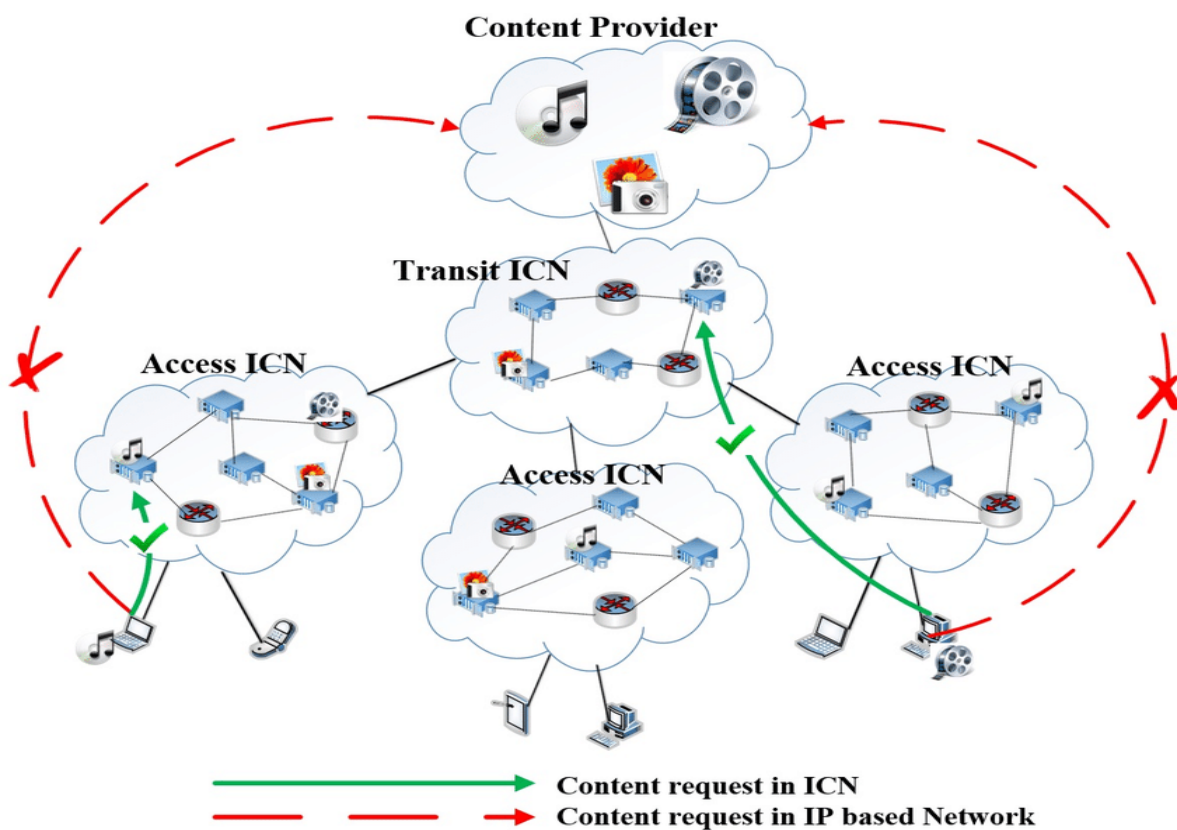 Content Provider
Transit ICN
Access ICN
Access ICN
Access ICN
Content request in ICN
Content request in IP based Network